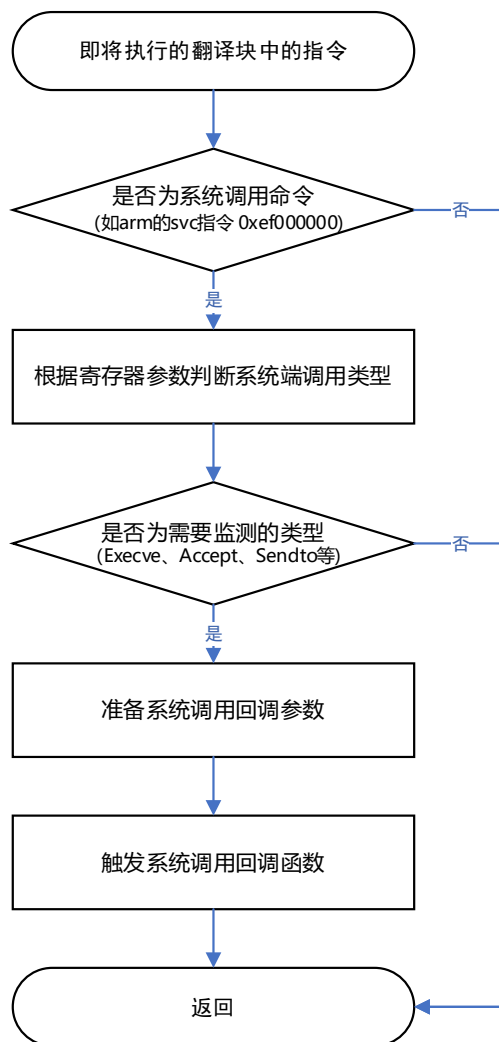 即将执行的翻译块中的指令
是否为系统调用命令
(如arm的svc指令 0xef000000)
否
是
根据寄存器参数判断系统端调用类型
是否为需要监测的类型
(Execve、Accept、Sendto等)
否
是
准备系统调用回调参数
触发系统调用回调函数
返回